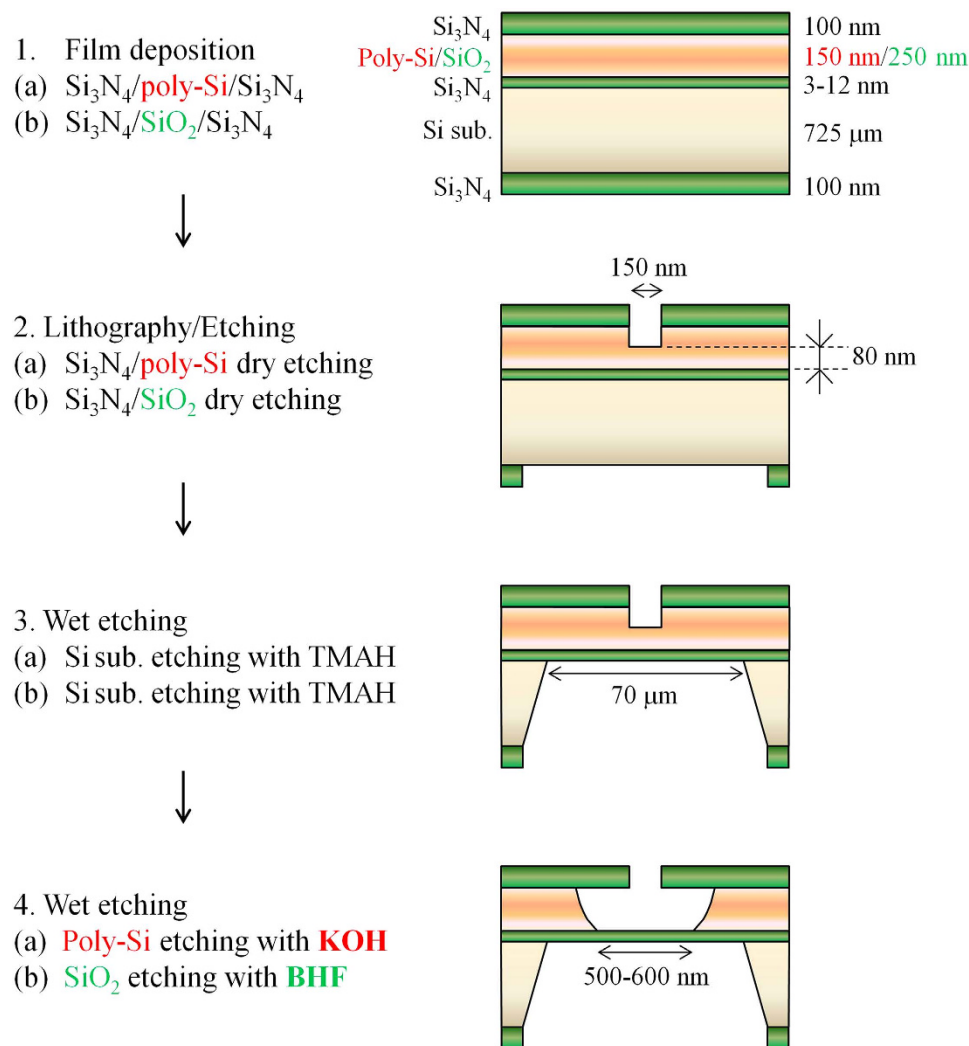 1. Film deposition
(a) Si₃N₄/poly-Si/Si₃N₄
(b) Si₃N₄/SiO₂/Si₃N₄
Si₃N₄ 100 nm
Poly-Si/SiO₂ 150 nm/250 nm
Si₃N₄ 3-12 nm
Si sub. 725 μm
Si₃N₄ 100 nm
2. Lithography/Etching
(a) Si₃N₄/poly-Si dry etching
(b) Si₃N₄/SiO₂ dry etching
150 nm
80 nm
3. Wet etching
(a) Si sub. etching with TMAH
(b) Si sub. etching with TMAH
70 μm
4. Wet etching
(a) Poly-Si etching with KOH
(b) SiO₂ etching with BHF
500-600 nm